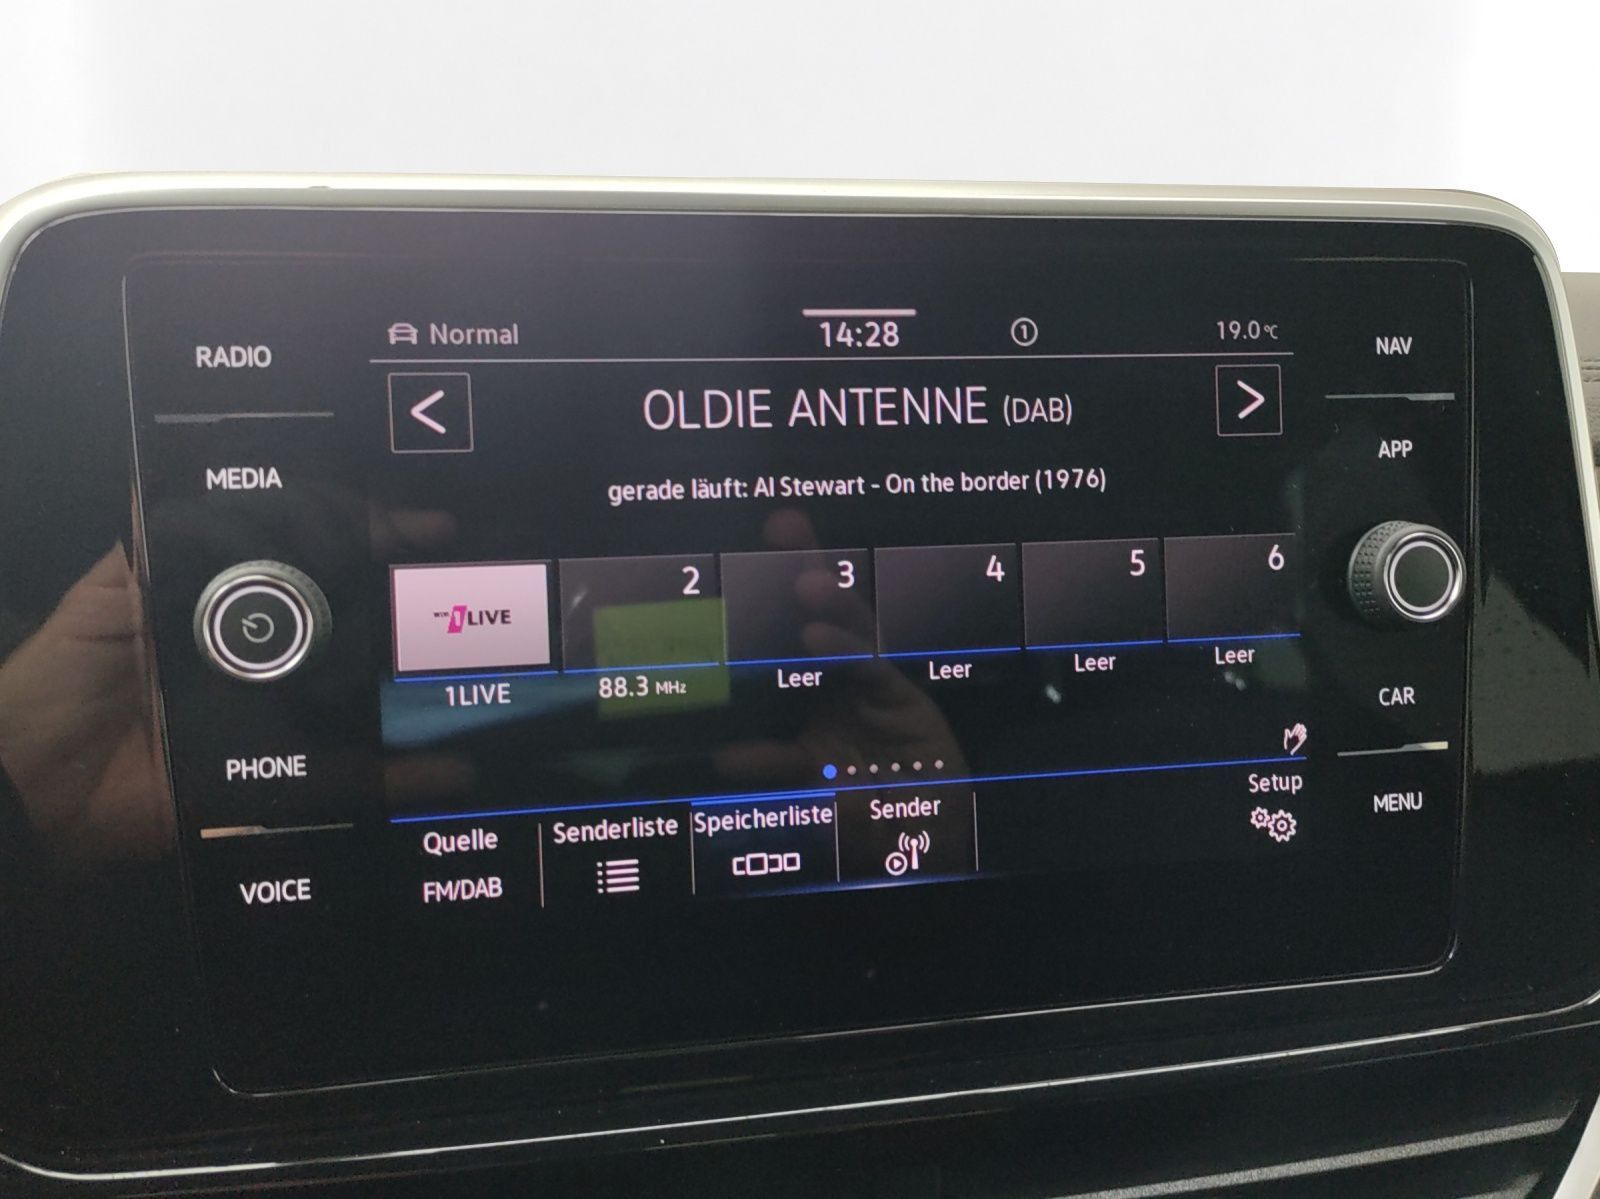 RADIO
MEDIA
PHONE
VOICE
Normal
14:28
1
19.0°C
<
OLDIE ANTENNE (DAB)
>
gerade läuft: Al Stewart - On the border (1976)
WDR 1LIVE
2
3
4
5
6
1LIVE
88.3 MHz
Leer
Leer
Leer
Leer
Quelle
FM/DAB
Senderliste
Speicherliste
Sender
Setup
NAV
APP
CAR
MENU